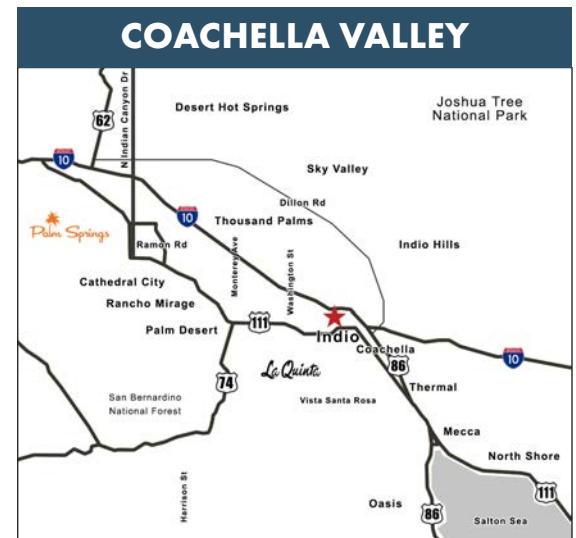 COACHELLA VALLEY
N Indian Canyon Dr
Desert Hot Springs
Joshua Tree
National Park
62
10
Sky Valley
Dillon Rd
10
Thousand Palms
Palm Springs
Ramon Rd
Indio Hills
Monterey Ave
Washington St
Cathedral City
Rancho Mirage
Palm Desert
111
Indio
Coachella
10
86
La Quinta
74
Thermal
San Bernardino
National Forest
Vista Santa Rosa
Mecca
North Shore
Harrison St
111
Oasis
86
Salton Sea